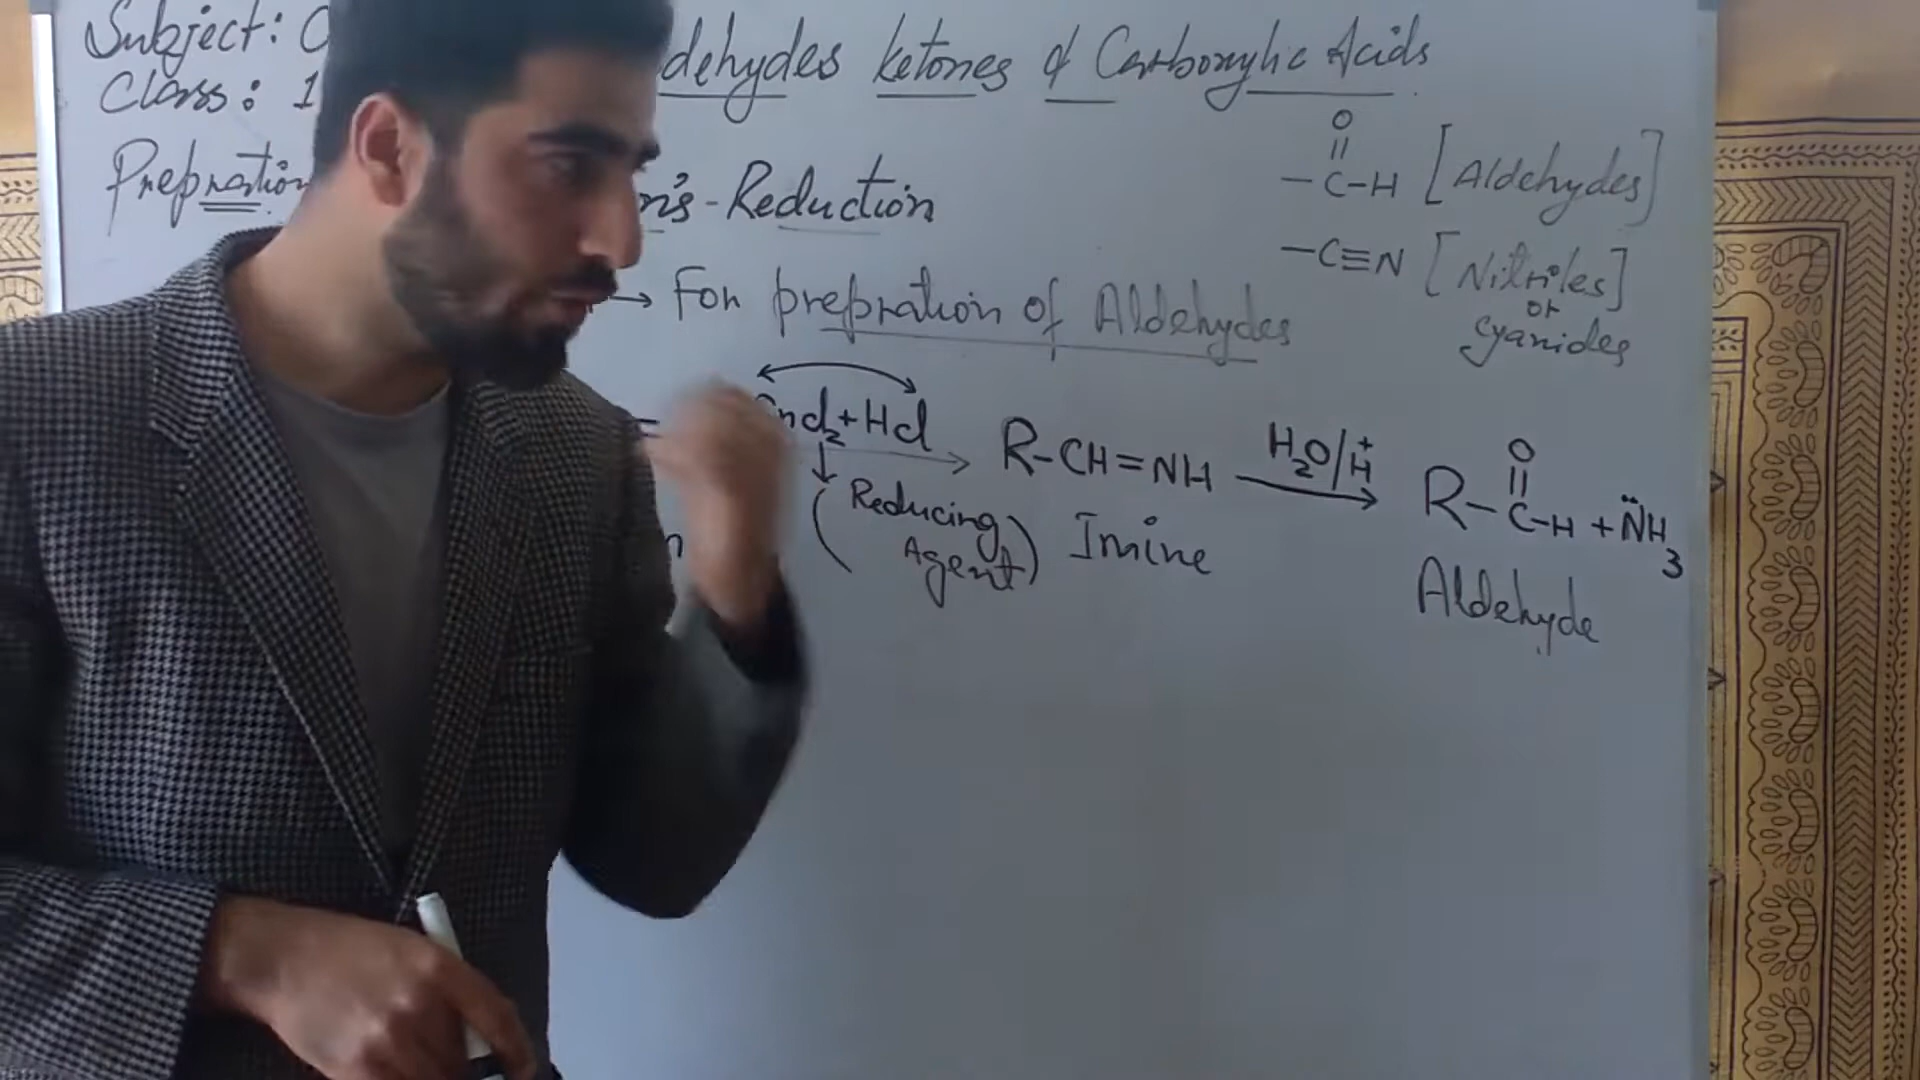 Subject: C dehydes ketones & Carboxylic Acids
Class: 1
O
||
-C-H [Aldehydes]
Prepration n's-Reduction
-C≡N [Nitriles]
or
cyanides
→ For prepration of Aldehydes
SnCl2+HCl
↓
(Reducing
Agent)
R-CH=NH
Imine
H2O/H+
O
||
R-C-H + NH3
Aldehyde